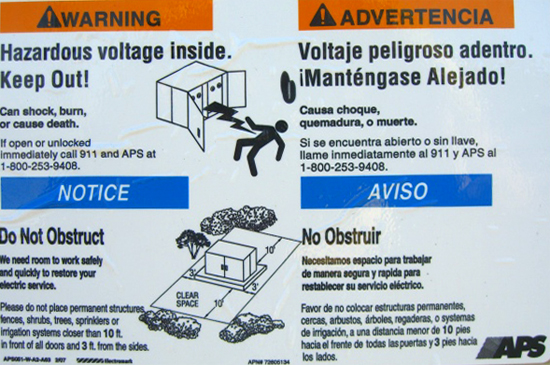 WARNING
Hazardous voltage inside.
Keep Out!
Can shock, burn,
or cause death.
If open or unlocked
immediately call 911 and APS at
1-800-253-9408.
NOTICE
Do Not Obstruct
We need room to work safely
and quickly to restore your
electric service.
Please do not place permanent structures,
fences, shrubs, trees, sprinklers or
irrigation systems closer than 10 ft.
in front of all doors and 3 ft. from the sides.
10'
10'
3'
3'
CLEAR
SPACE
APN# 72605134
ADVERTENCIA
Voltaje peligroso adentro.
¡Manténgase Alejado!
Causa choque,
quemadura, o muerte.
Si se encuentra abierto o sin llave,
llame inmediatamente al 911 y APS al
1-800-253-9408.
AVISO
No Obstruir
Necesitamos espacio para trabajar
de manera segura y rapida para
restablecer su servicio eléctrico.
Favor de no colocar estructuras permanentes,
cercas, arbustos, árboles, regaderas, o systemas
de irrigación, a una distancia menor de 10 pies
hacia el frente de todas las puertas y 3 pies hacia
los lados.
APS